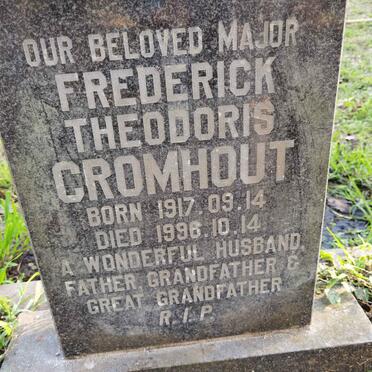 OUR BELOVED MAJOR
FREDERICK
THEODORIS
CROMHOUT
BORN 1917.09.14
DIED 1996.10.14
A WONDERFUL HUSBAND,
FATHER, GRANDFATHER &
GREAT GRANDFATHER
R.I.P.